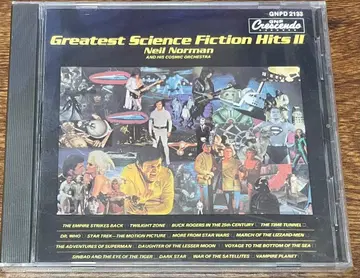 GNPD 2133
GNP
Crescendo
RECORDS
Greatest Science Fiction Hits II
Neil Norman
AND HIS COSMIC ORCHESTRA
THE EMPIRE STRIKES BACK TWILIGHT ZONE BUCK ROGERS IN THE 25th CENTURY THE TIME TUNNEL
DR. WHO STAR TREK—THE MOTION PICTURE MORE FROM STAR WARS MARCH OF THE LIZARD MEN
THE ADVENTURES OF SUPERMAN DAUGHTER OF THE LESSER MOON VOYAGE TO THE BOTTOM OF THE SEA
SINBAD AND THE EYE OF THE TIGER DARK STAR WAR OF THE SATELLITES VAMPIRE PLANET